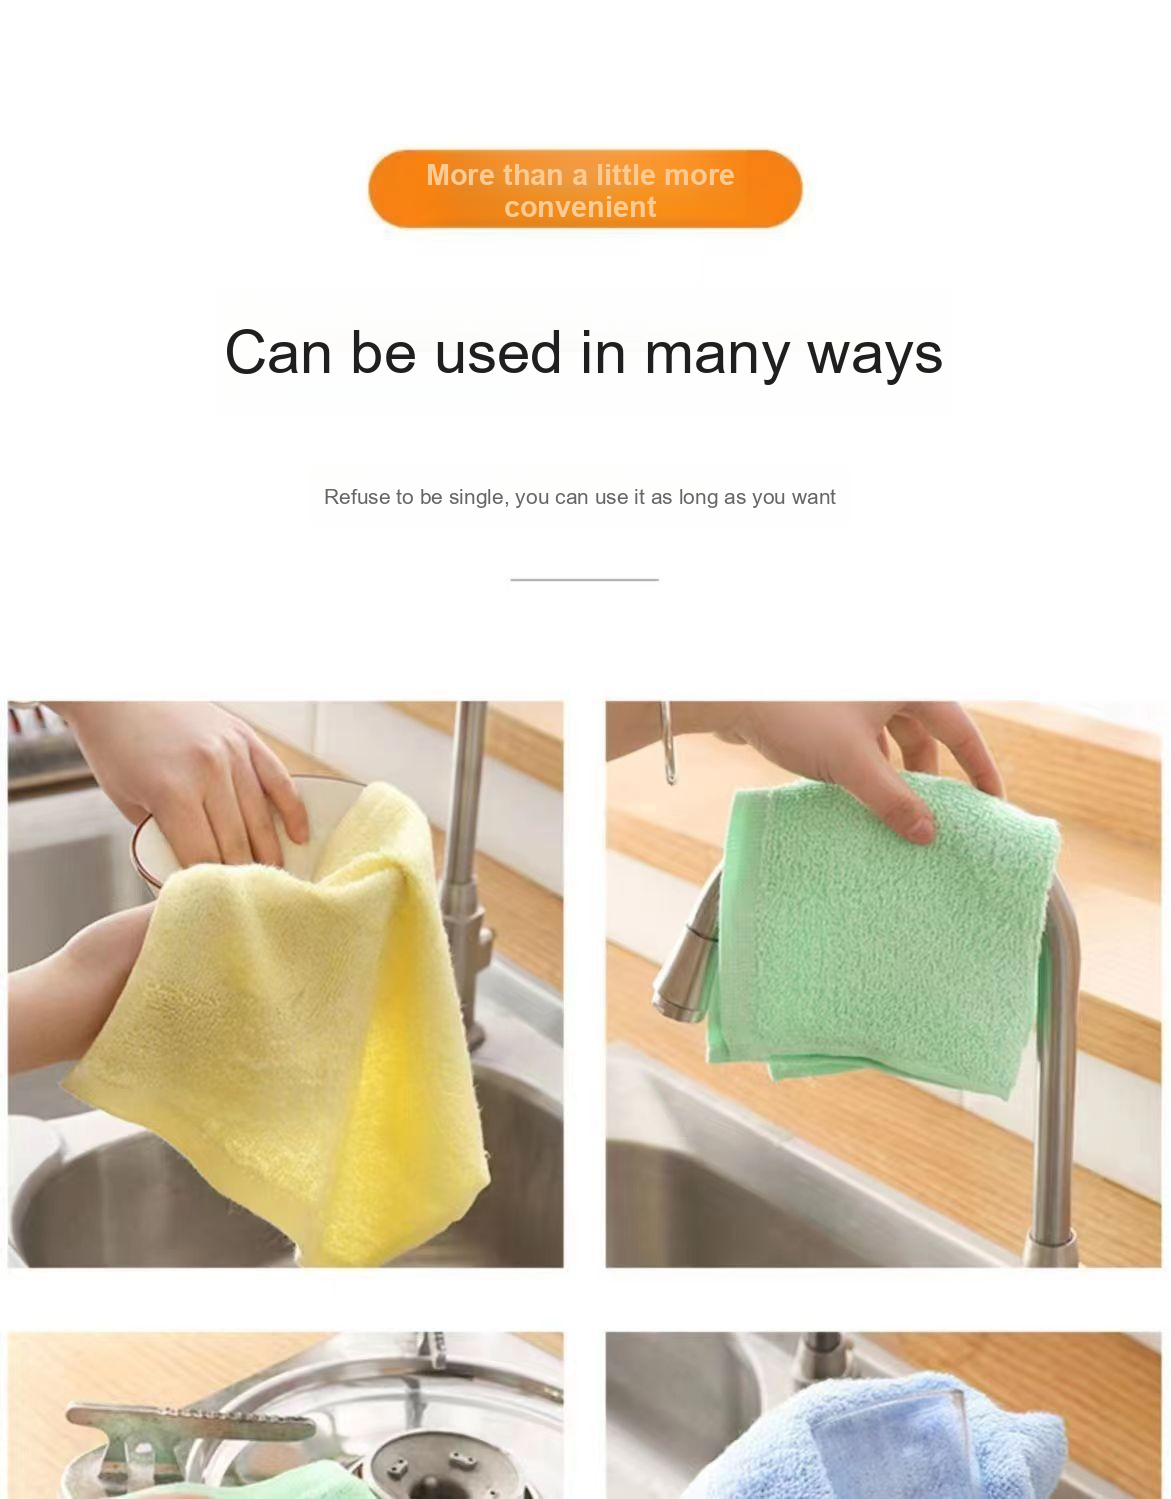 More than a little more
convenient
Can be used in many ways
Refuse to be single, you can use it as long as you want